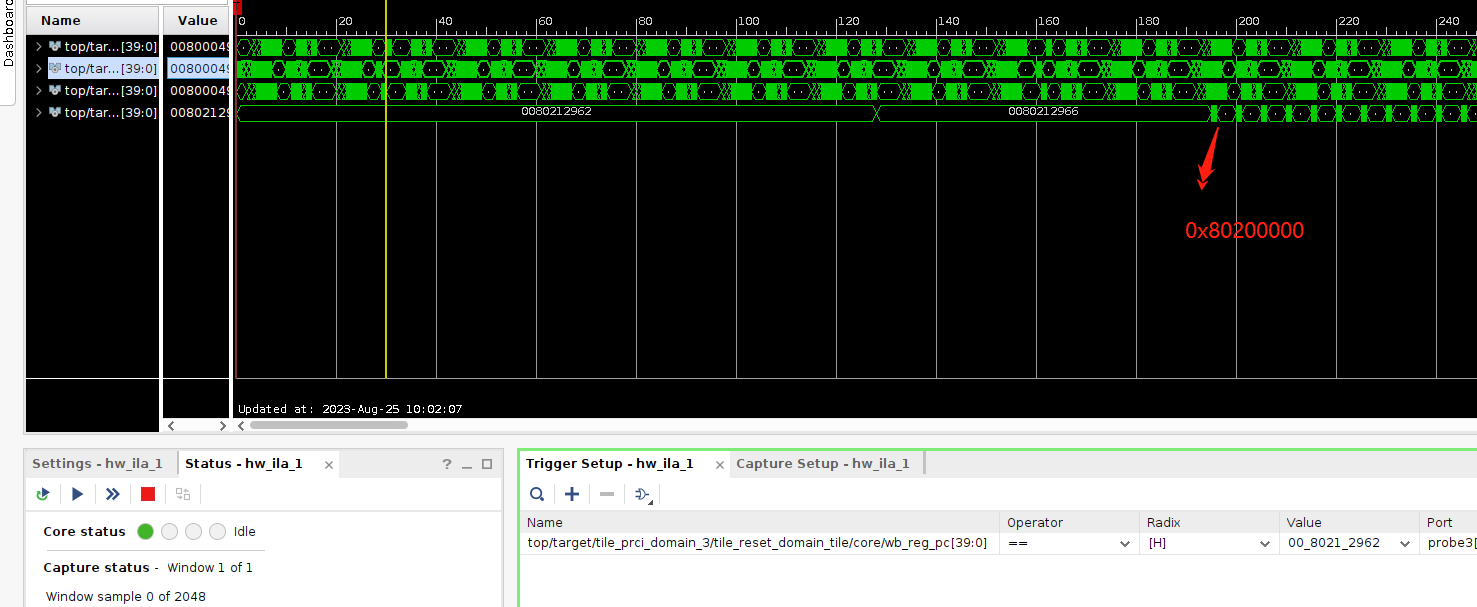 Dashboard
Name
Value
0
20
40
60
80
100
120
140
160
180
200
220
240
top/tar...[39:0]
00800049
top/tar...[39:0]
00800049
top/tar...[39:0]
00800049
top/tar...[39:0]
00802129
0080212962
0080212966
0x80200000
Updated at: 2023-Aug-25 10:02:07
Settings - hw_ila_1
Status - hw_ila_1
Trigger Setup - hw_ila_1
Capture Setup - hw_ila_1
Core status
Idle
Capture status - Window 1 of 1
Window sample 0 of 2048
Name
Operator
Radix
Value
Port
top/target/tile_prci_domain_3/tile_reset_domain_tile/core/wb_reg_pc[39:0]
==
[H]
00_8021_2962
probe3[